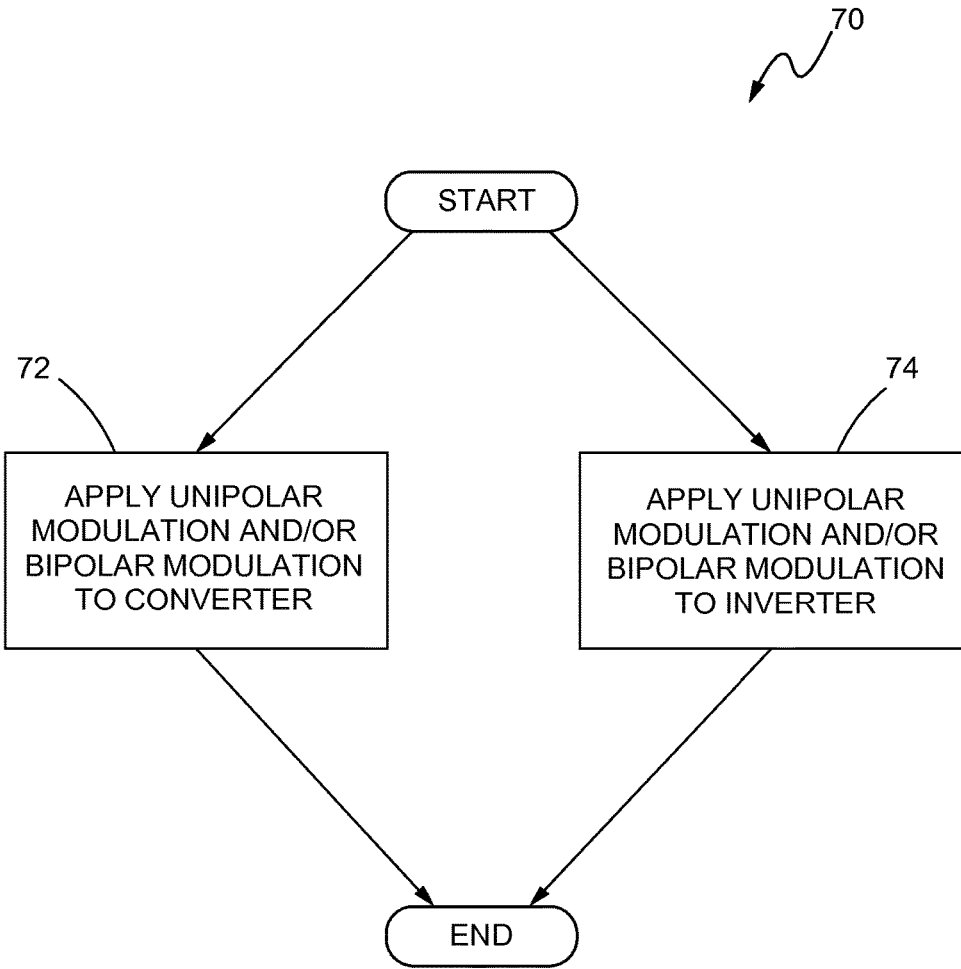 70
START
72
74
APPLY UNIPOLAR
MODULATION AND/OR
BIPOLAR MODULATION
TO CONVERTER
APPLY UNIPOLAR
MODULATION AND/OR
BIPOLAR MODULATION
TO INVERTER
END